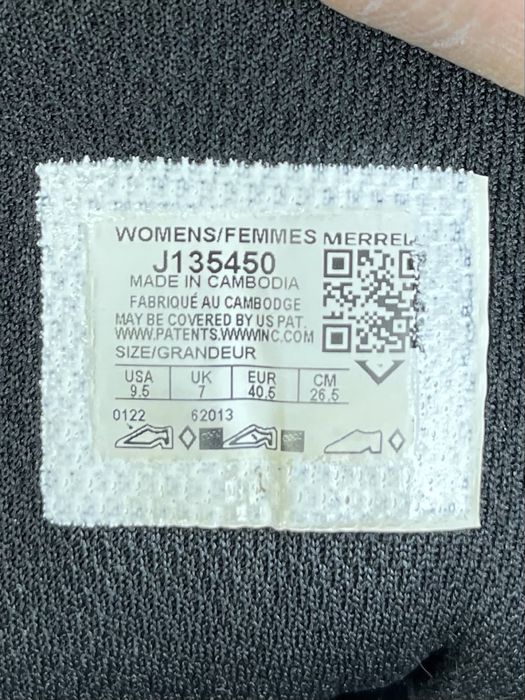 WOMENS/FEMMES MERREL
J135450
MADE IN CAMBODIA
FABRIQUÉ AU CAMBODGE
MAY BE COVERED BY US PAT.
WWW.PATENTS.WWWINC.COM
SIZE/GRANDEUR
USA UK EUR CM
9.5 7 40.5 26.5
0122 62013